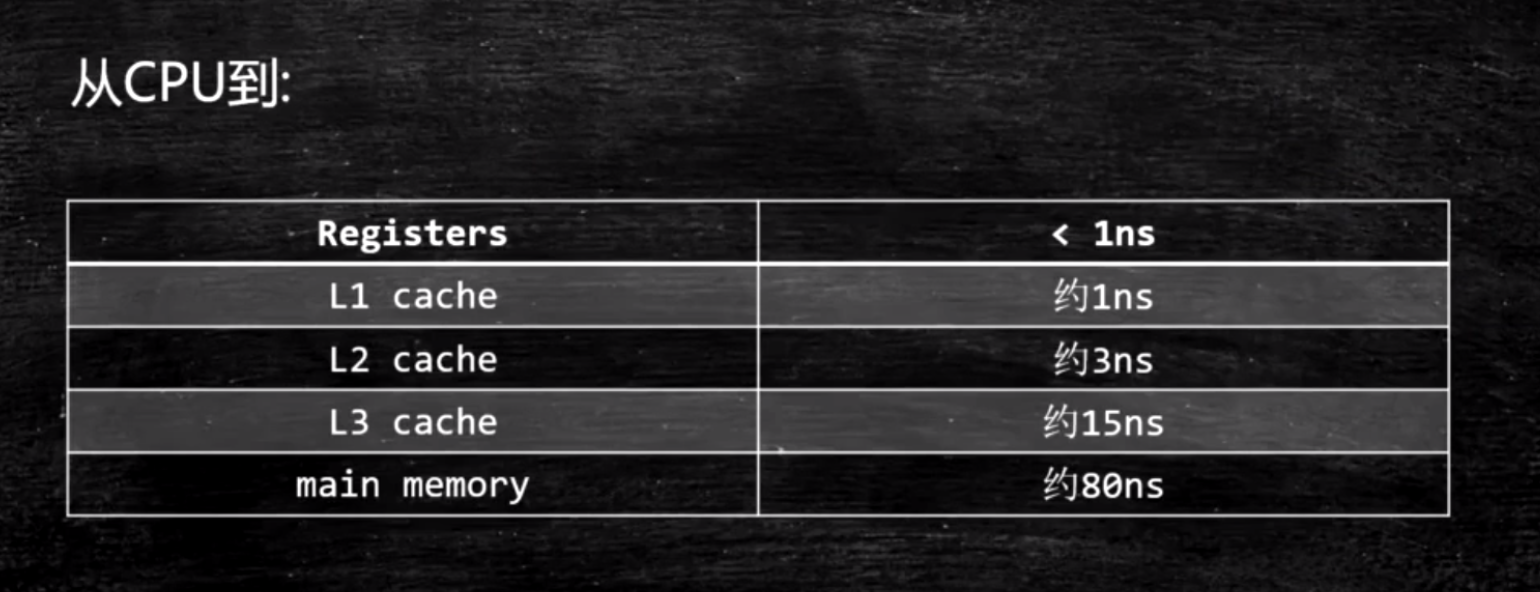 从CPU到:
Registers < 1ns
L1 cache 约1ns
L2 cache 约3ns
L3 cache 约15ns
main memory 约80ns